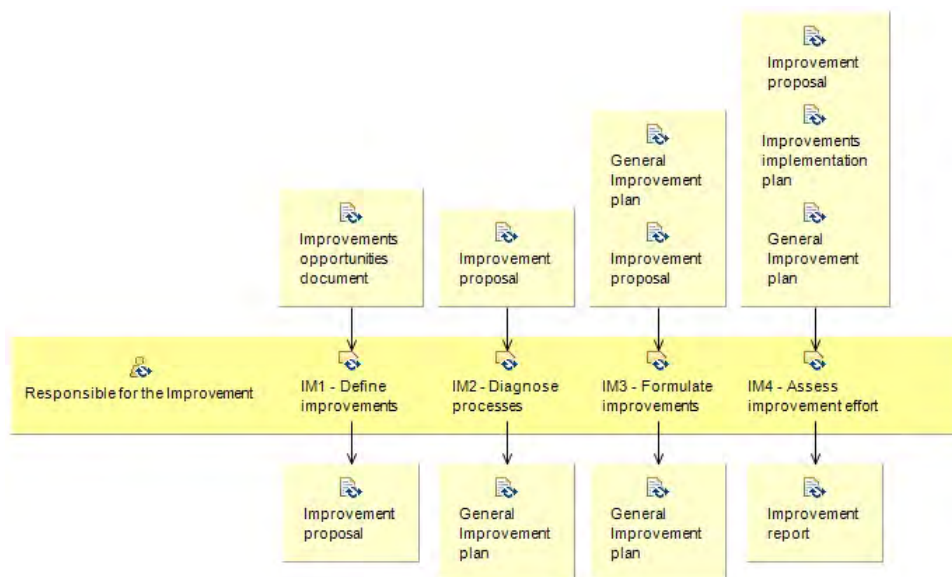 Improvement
proposal
Improvements
implementation
plan
General
Improvement
plan
General
Improvement
plan
Improvement
proposal
Improvements
opportunities
document
Improvement
proposal
Responsible for the Improvement
IM1 - Define
improvements
IM2 - Diagnose
processes
IM3 - Formulate
improvements
IM4 - Assess
improvement effort
Improvement
proposal
General
Improvement
plan
General
Improvement
plan
Improvement
report